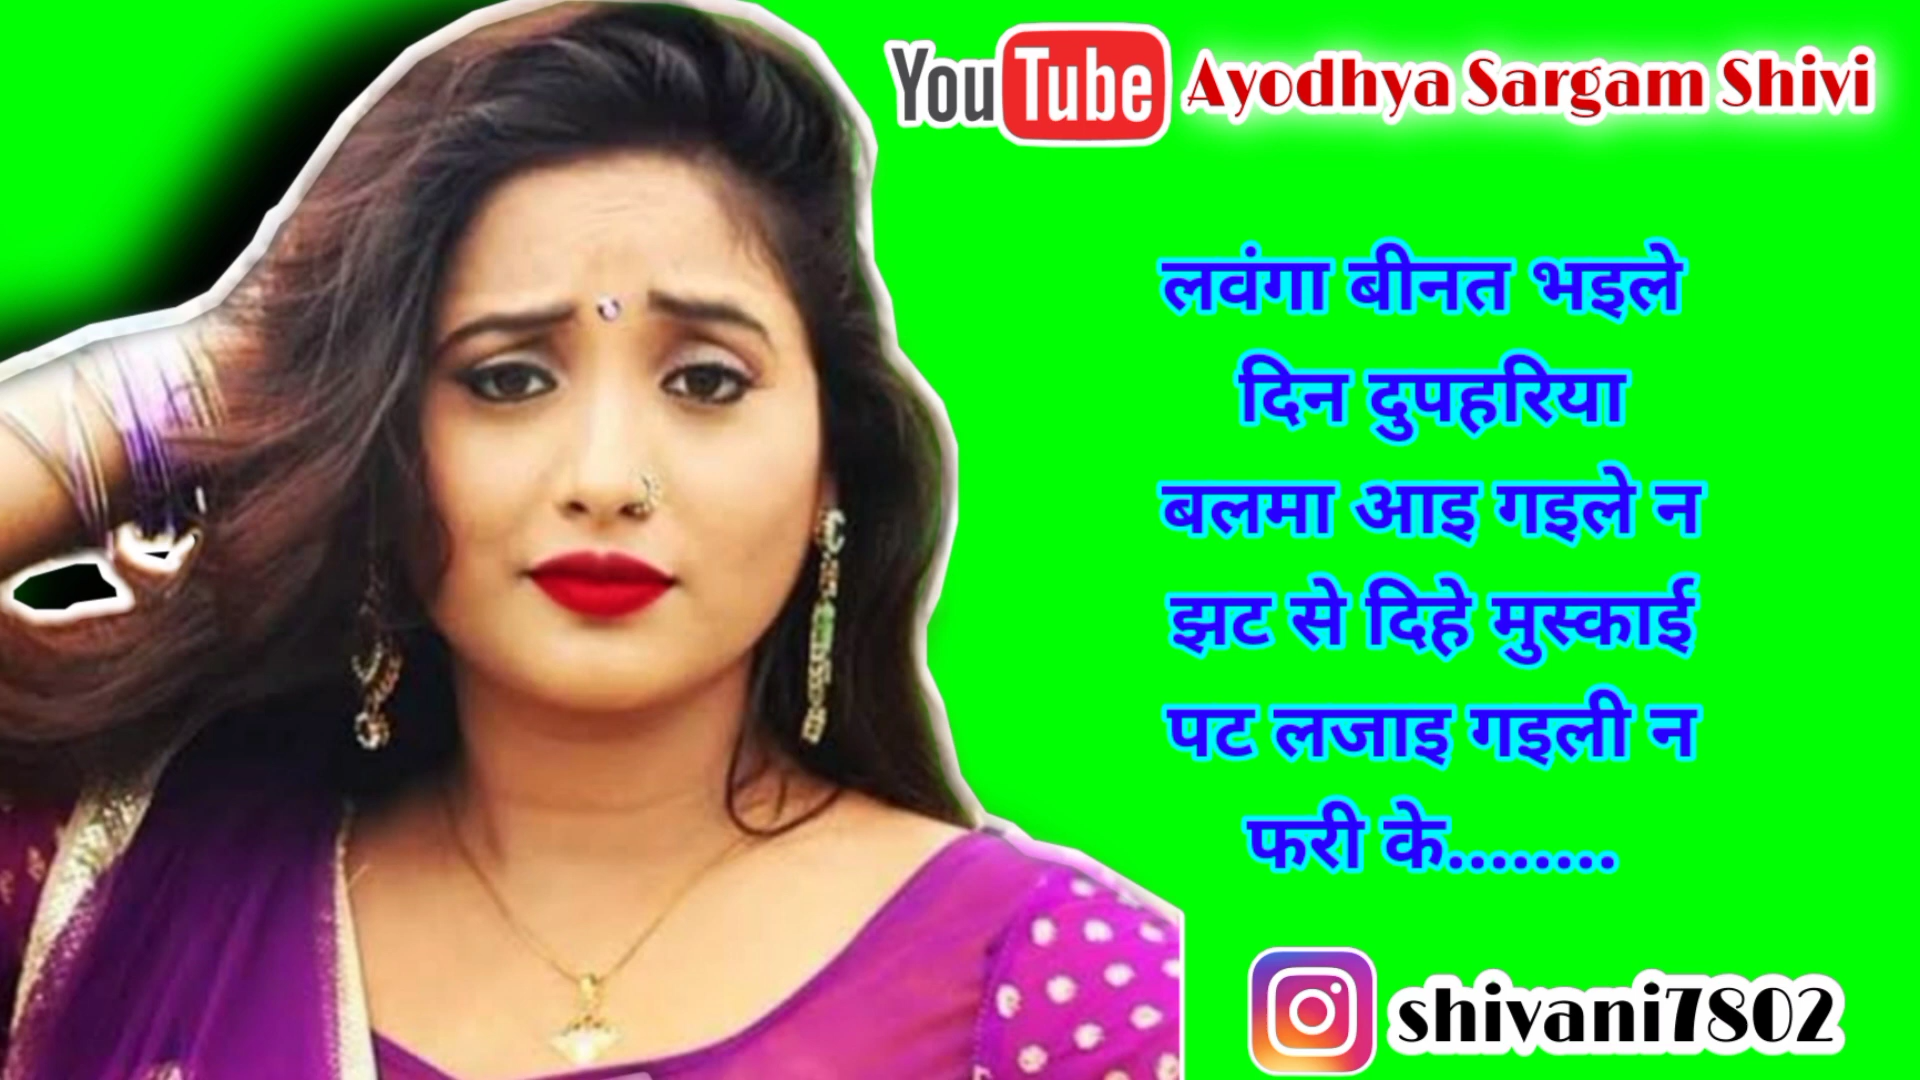 YouTube Ayodhya Sargam Shivi
लवंगा बीनत भइले
दिन दुपहरिया
बलमा आइ गइले न
झट से दिहे मुस्काई
पट लजाइ गइली न
फरी के........
shivani7802